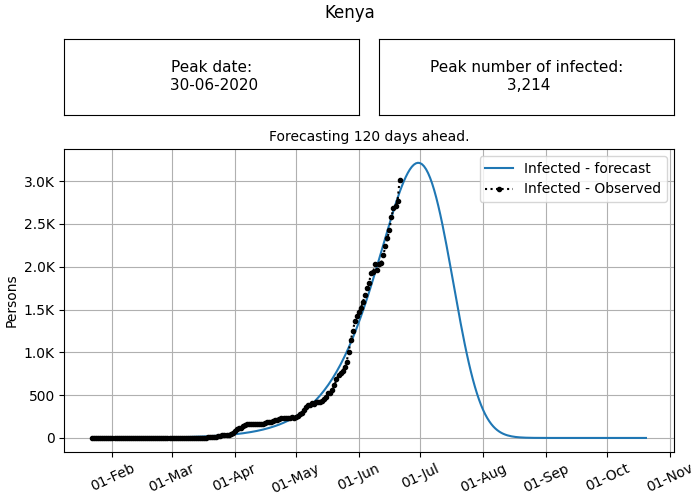 Kenya
Peak date:
30-06-2020
Peak number of infected:
3,214
Forecasting 120 days ahead.
Infected - forecast
Infected - Observed
Persons
3.0K
2.5K
2.0K
1.5K
1.0K
500
0
01-Feb
01-Mar
01-Apr
01-May
01-Jun
01-Jul
01-Aug
01-Sep
01-Oct
01-Nov